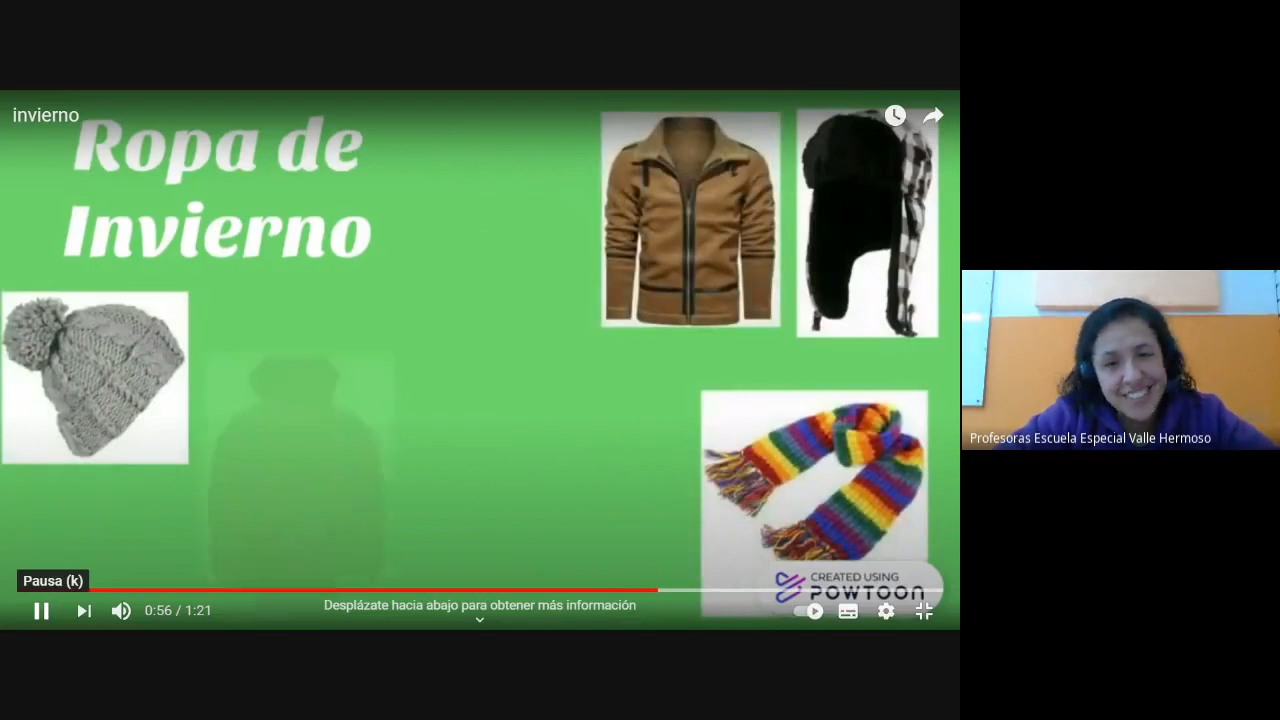 invierno
Ropa de
Invierno
Pausa (k)
CREATED USING
POWTOON
0:56 / 1:21
Desplázate hacia abajo para obtener más información
Profesoras Escuela Especial Valle Hermoso